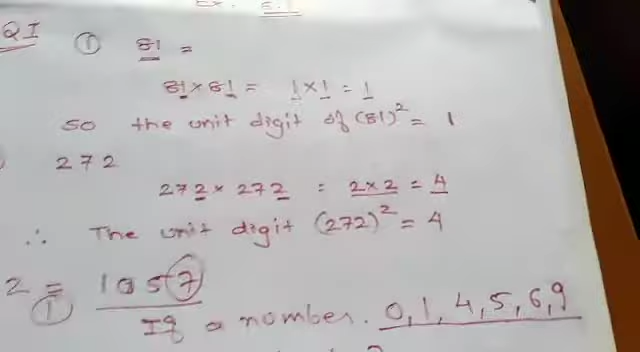 Ex. 5.1
QI ① 81 =
81 × 81 = 1 × 1 = 1
So the unit digit of (81)² = 1
272
272 × 272 = 2 × 2 = 4
∴ The unit digit (272)² = 4
2 = 1057
① If a nomber. 0, 1, 4, 5, 6, 9